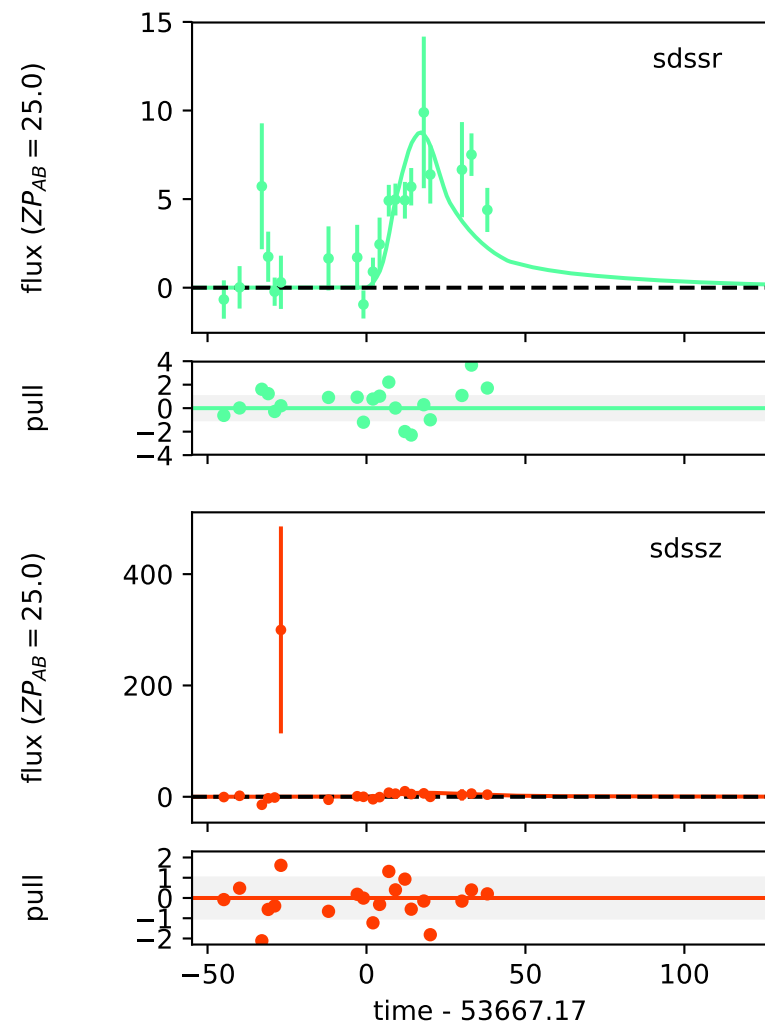 15
10
5
0
flux (ZP_AB = 25.0)
sdssr
4
2
0
−2
−4
pull
400
200
0
flux (ZP_AB = 25.0)
sdssz
2
1
0
−1
−2
pull
−50 0 50 100
time - 53667.17